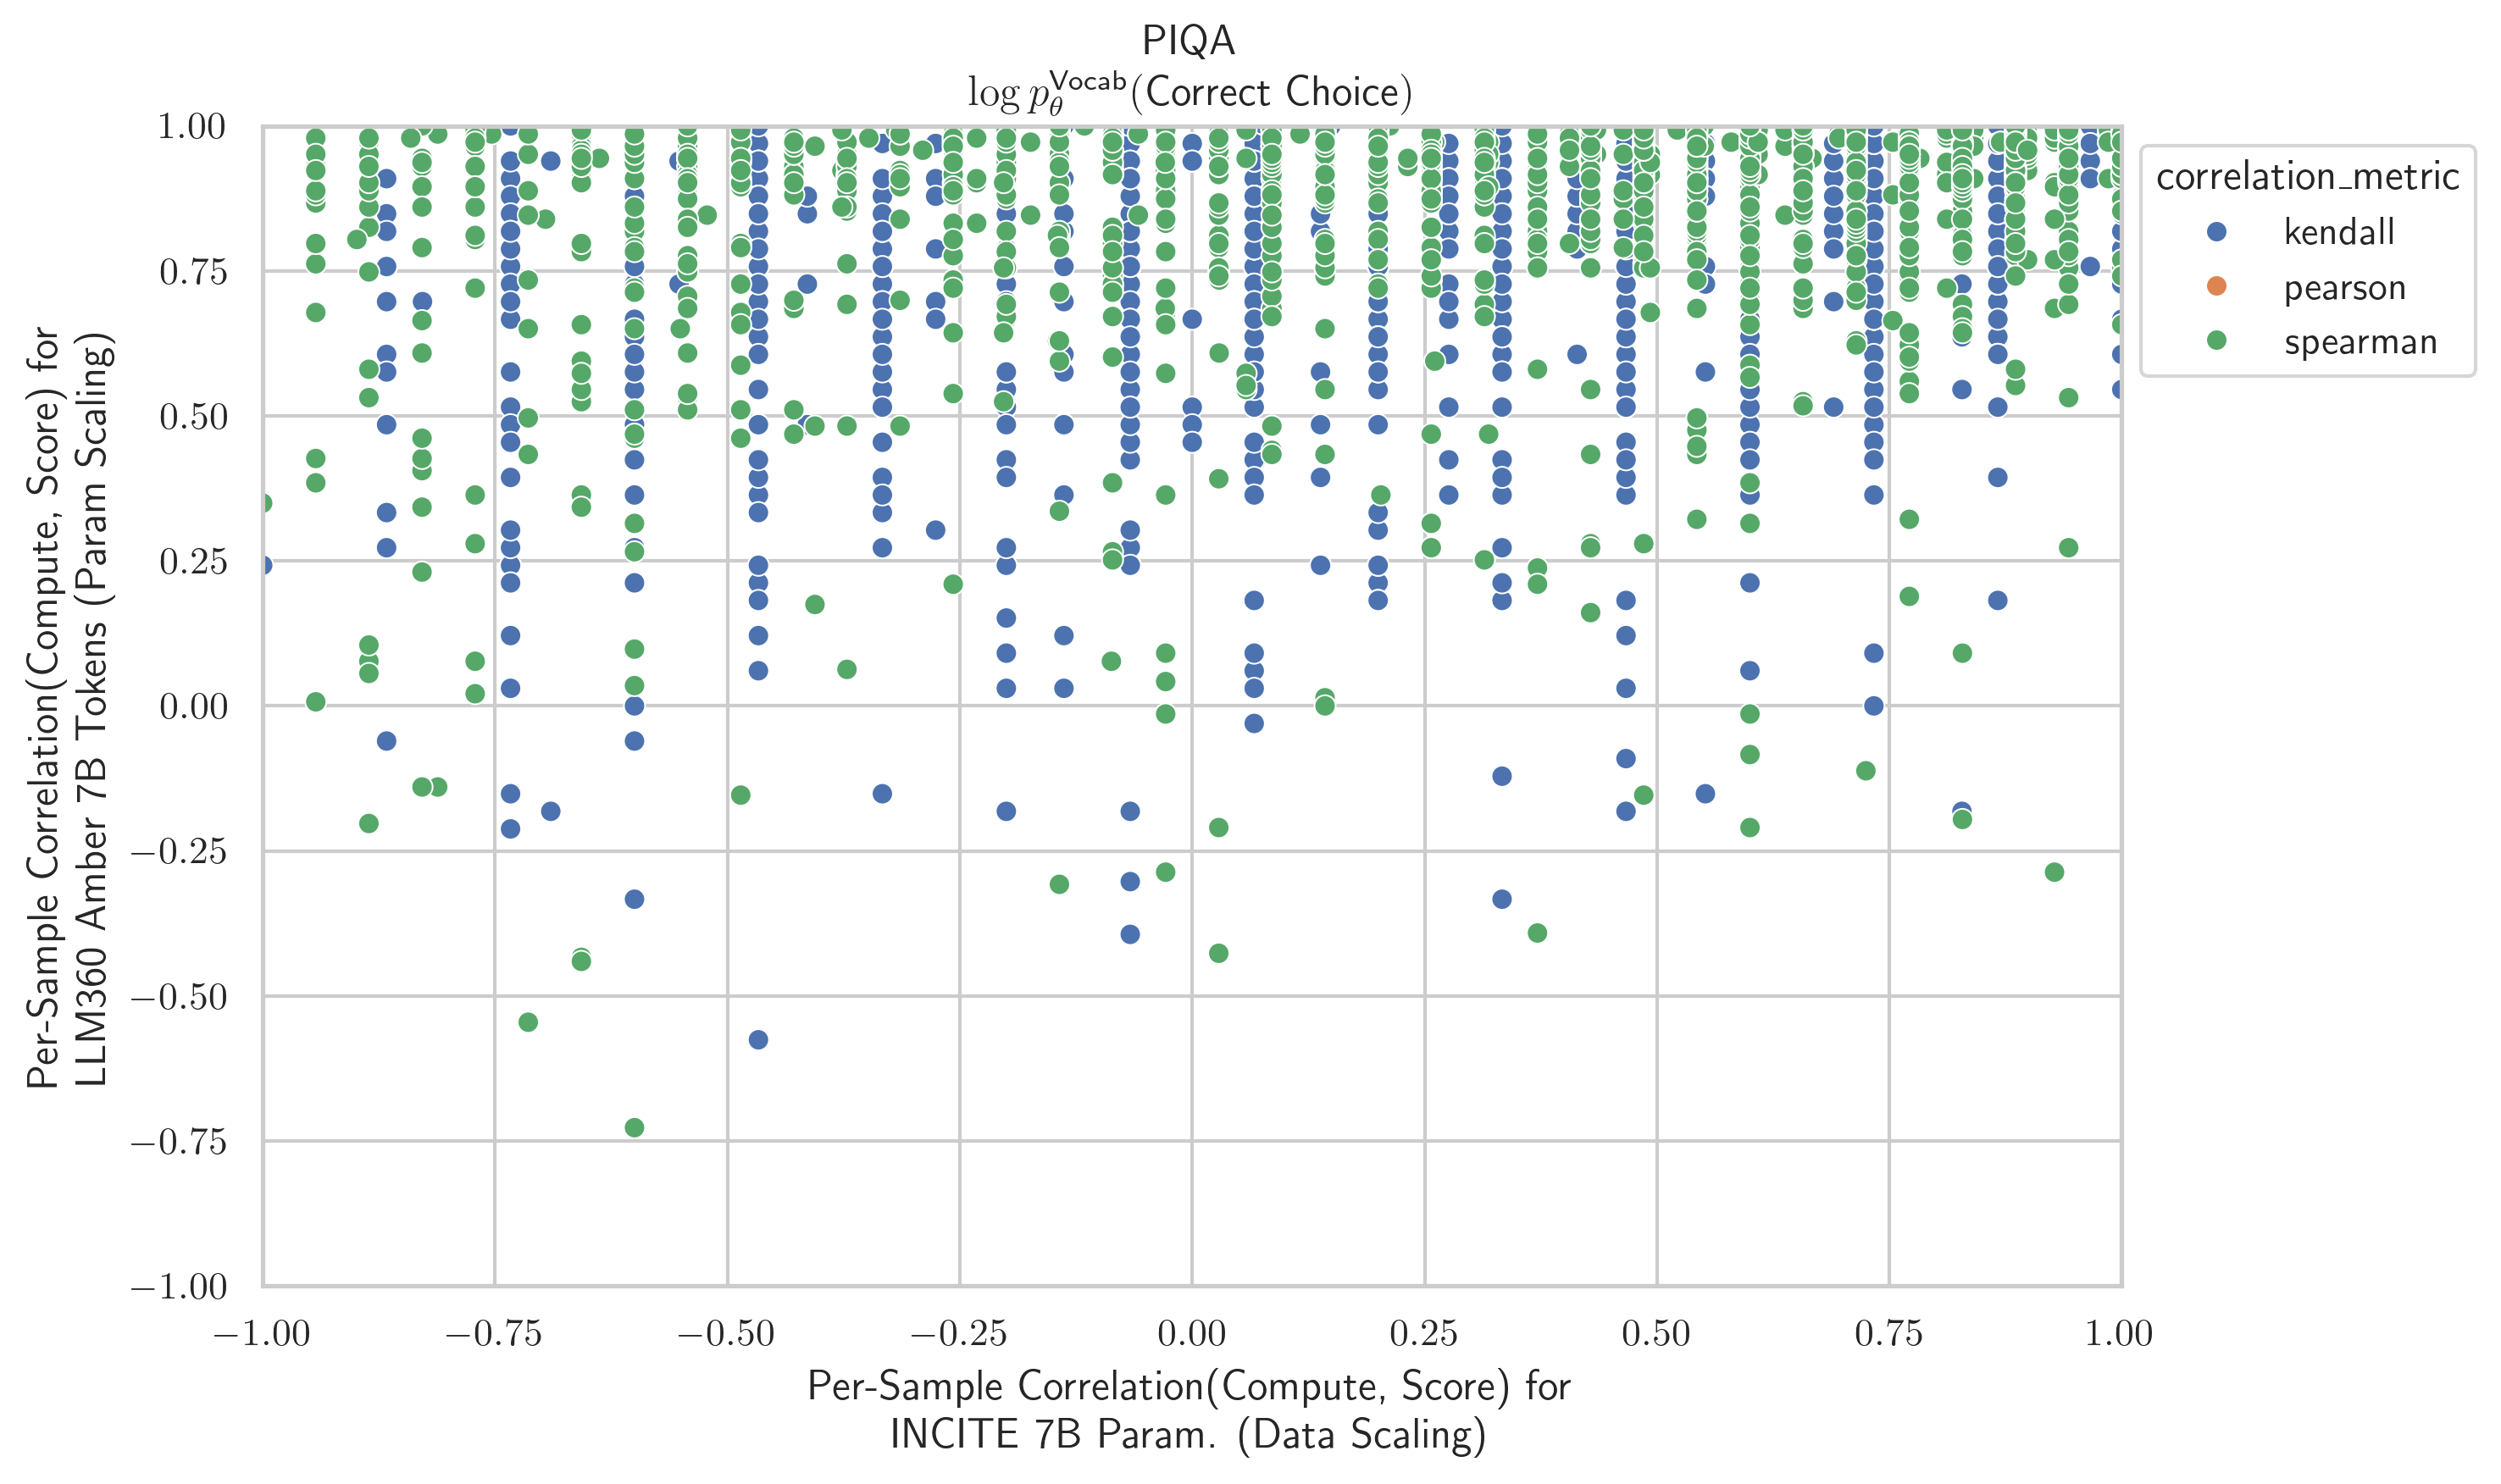 PIQA
log p_θ^Vocab(Correct Choice)
1.00
0.75
0.50
0.25
0.00
−0.25
−0.50
−0.75
−1.00
Per-Sample Correlation(Compute, Score) for
LLM360 Amber 7B Tokens (Param Scaling)
−1.00 −0.75 −0.50 −0.25 0.00 0.25 0.50 0.75 1.00
Per-Sample Correlation(Compute, Score) for
INCITE 7B Param. (Data Scaling)
correlation_metric
kendall
pearson
spearman